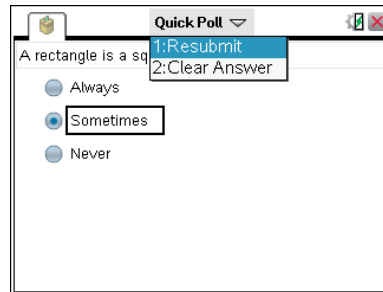 Quick Poll
1:Resubmit
2:Clear Answer
A rectangle is a sq
Always
Sometimes
Never